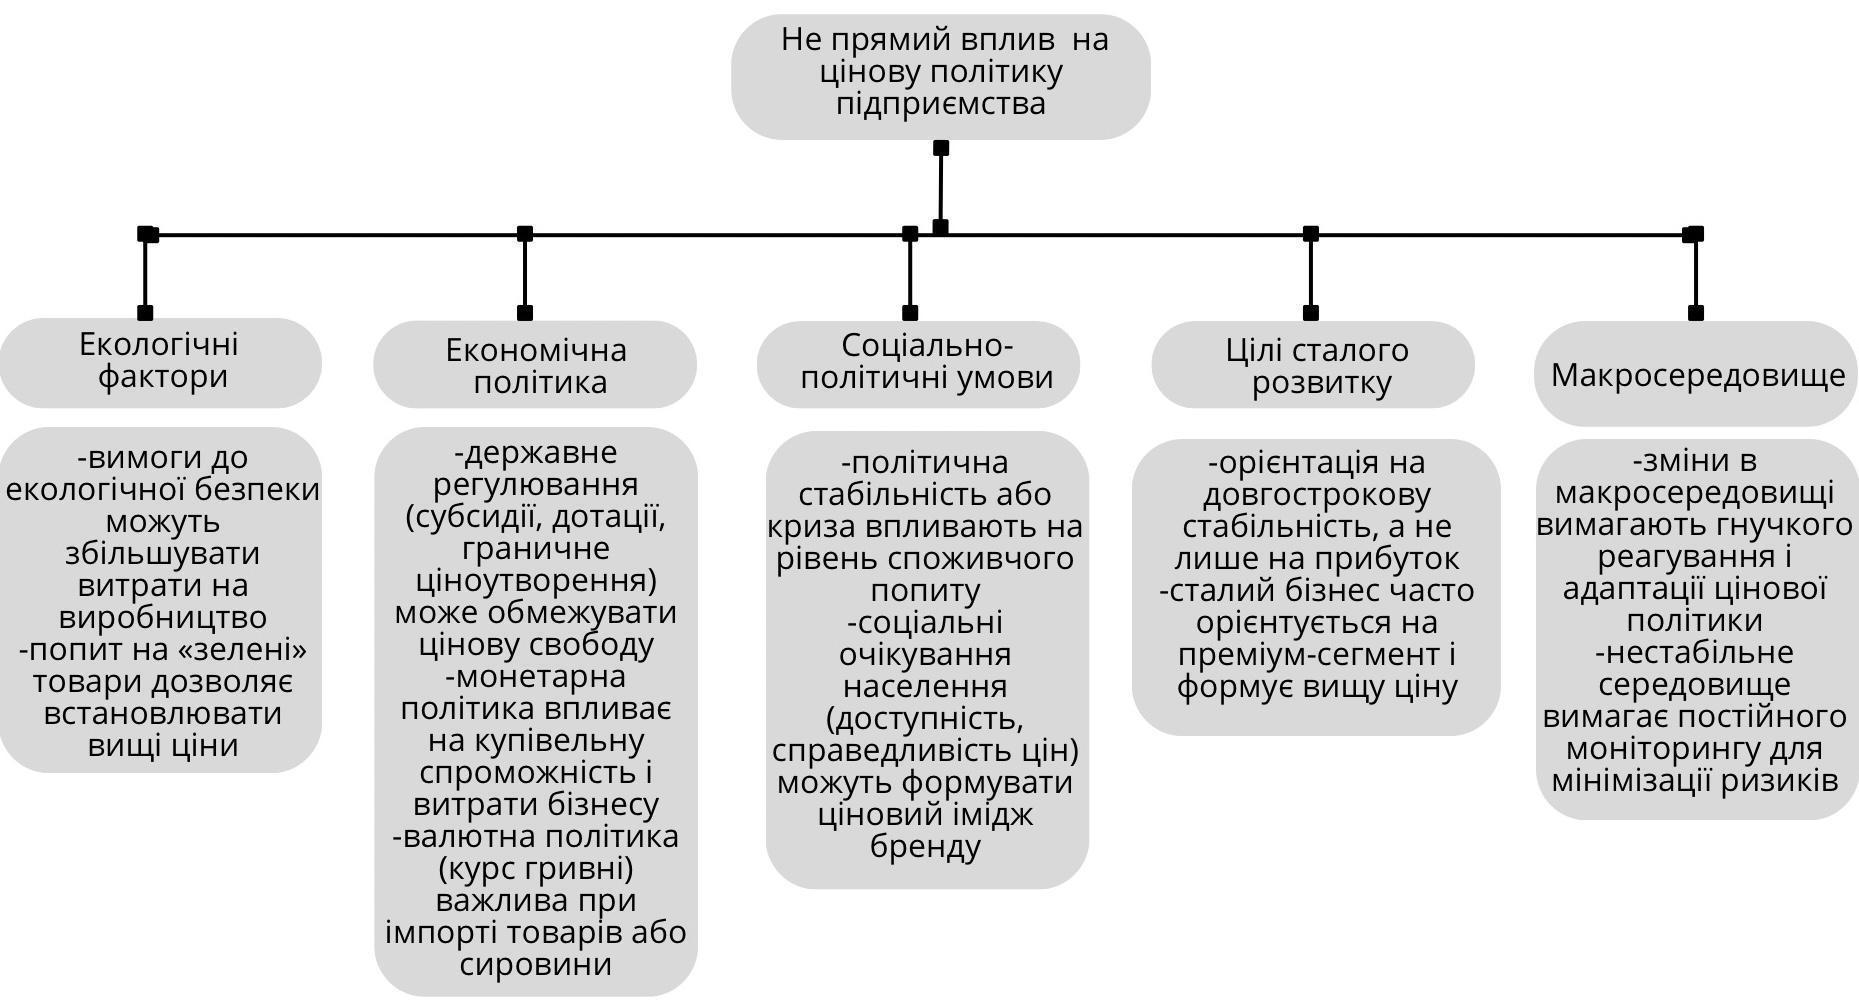 Не прямий вплив  на
цінову політику
підприємства
Екологічні
фактори
-вимоги до
екологічної безпеки
можуть
збільшувати
витрати на
виробництво
-попит на «зелені»
товари дозволяє
встановлювати
вищі ціни
Економічна
політика
-державне
регулювання
(субсидії, дотації,
граничне
ціноутворення)
може обмежувати
цінову свободу
-монетарна
політика впливає
на купівельну
спроможність і
витрати бізнесу
-валютна політика
(курс гривні)
важлива при
імпорті товарів або
сировини
Соціально-
політичні умови
-політична
стабільність або
криза впливають на
рівень споживчого
попиту
-соціальні
очікування
населення
(доступність,
справедливість цін)
можуть формувати
ціновий імідж
бренду
Цілі сталого
розвитку
-орієнтація на
довгострокову
стабільність, а не
лише на прибуток
-сталий бізнес часто
орієнтується на
преміум-сегмент і
формує вищу ціну
Макросередовище
-зміни в
макросередовищі
вимагають гнучкого
реагування і
адаптації цінової
політики
-нестабільне
середовище
вимагає постійного
моніторингу для
мінімізації ризиків